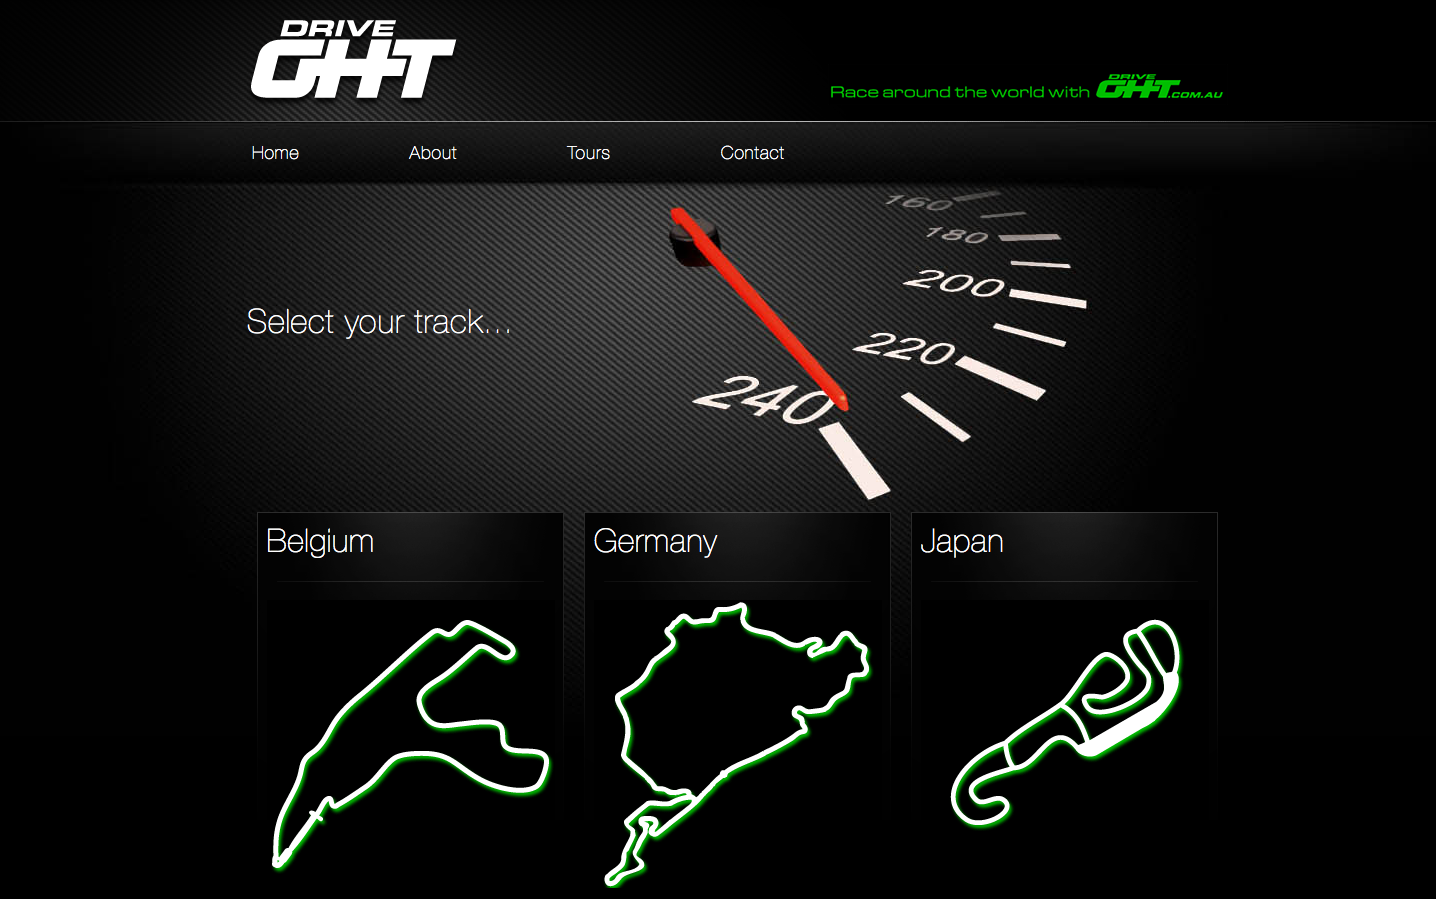 DRIVE
GHT
Race around the world with DRIVE GHT.COM.AU
Home About Tours Contact
160
180
200
220
240
Select your track...
Belgium Germany Japan